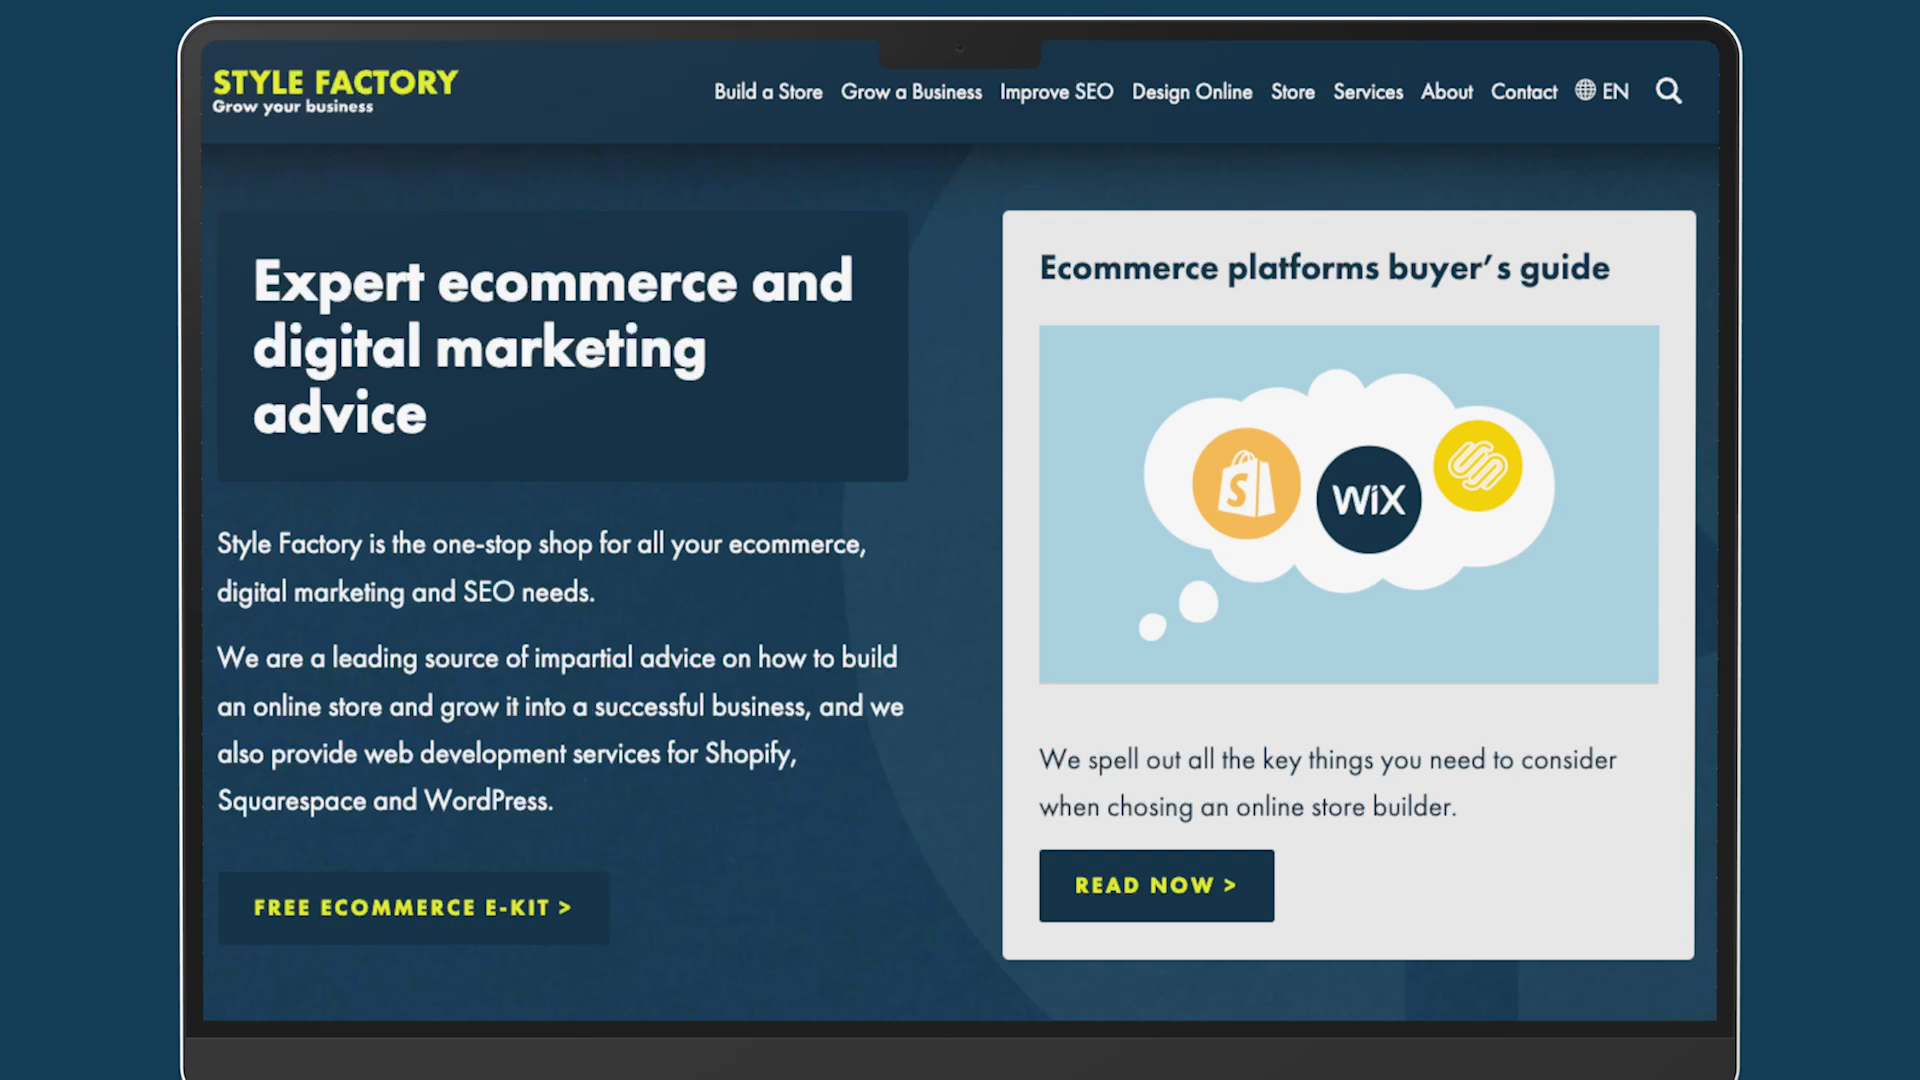 STYLE FACTORY
Grow your business
Build a Store Grow a Business Improve SEO Design Online Store Services About Contact EN
Expert ecommerce and
digital marketing
advice
Style Factory is the one-stop shop for all your ecommerce,
digital marketing and SEO needs.
We are a leading source of impartial advice on how to build
an online store and grow it into a successful business, and we
also provide web development services for Shopify,
Squarespace and WordPress.
FREE ECOMMERCE E-KIT >
Ecommerce platforms buyer’s guide
S
WiX
We spell out all the key things you need to consider
when chosing an online store builder.
READ NOW >